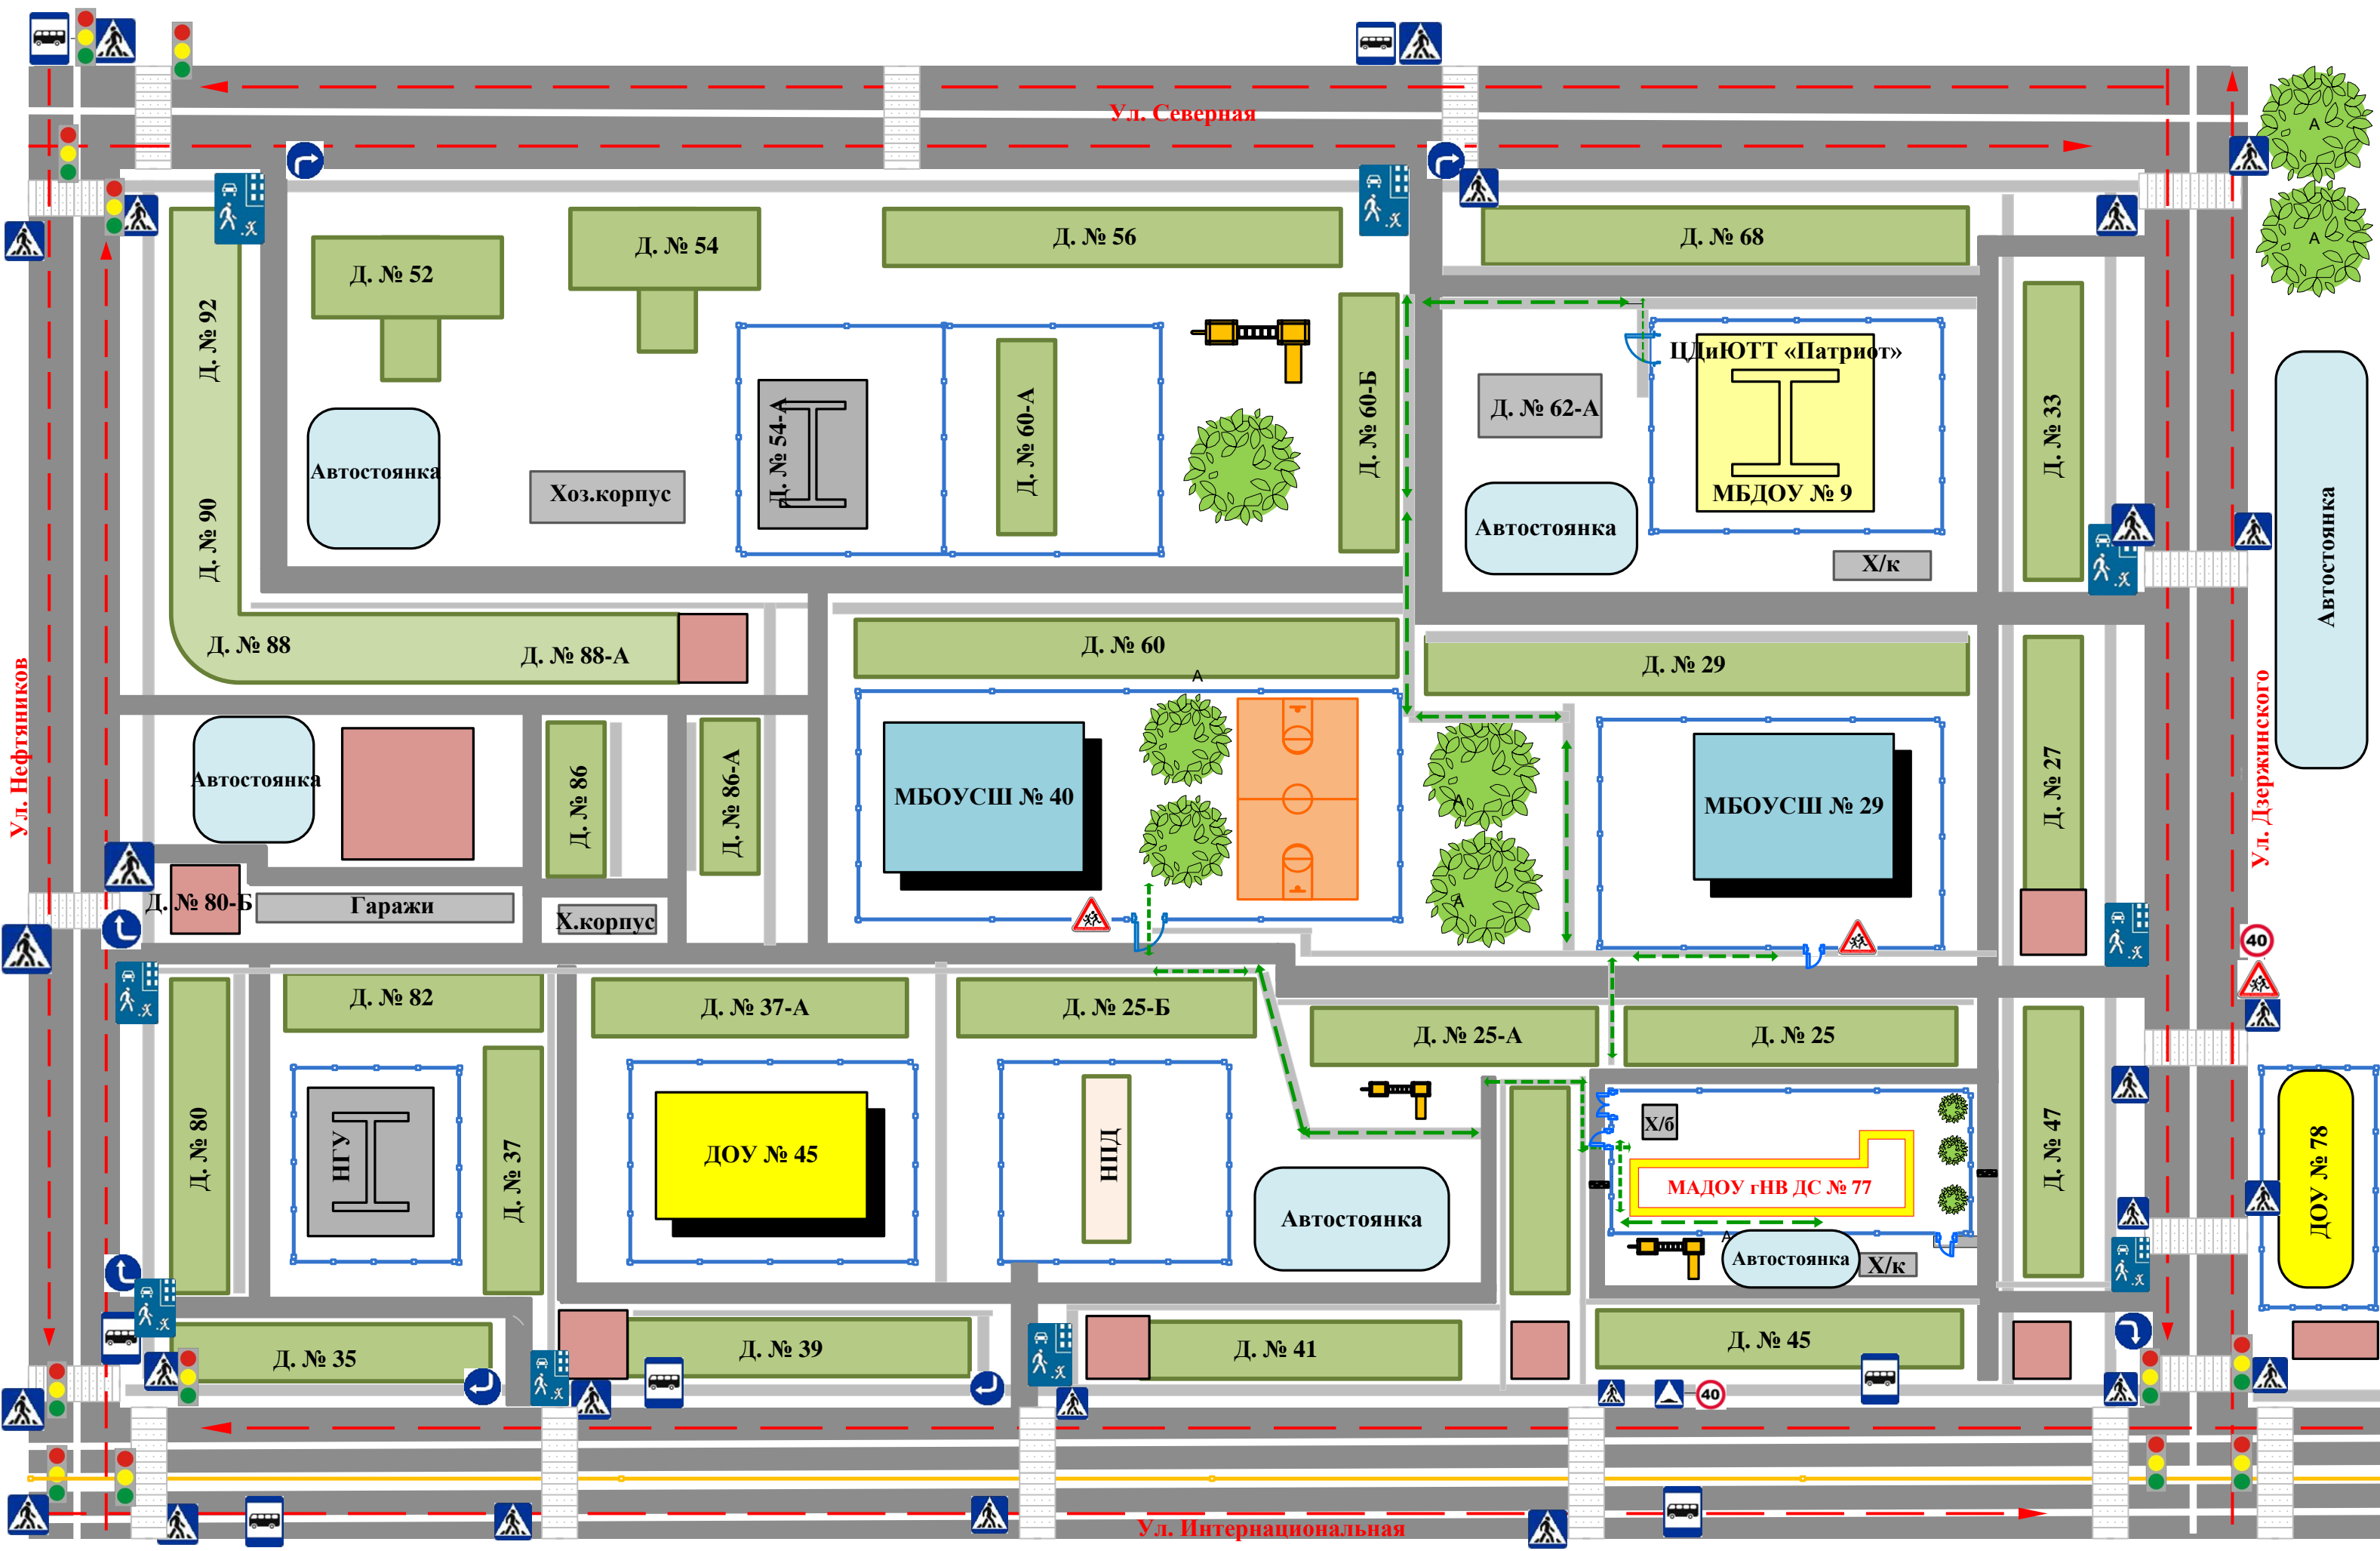 Ул. Северная
А
А
Д. № 52
Д. № 54
Д. № 56
Д. № 68
Д. № 92
Д. № 90
Д. № 88
Д. № 88-А
Автостоянка
Хоз.корпус
Д. № 54-А
Д. № 60-А
Д. № 60-Б
Д. № 62-А
Автостоянка
ЦДиЮТТ «Патриот»
МБДОУ № 9
Х/к
Д. № 33
Автостоянка
Д. № 60
А
Д. № 29
Ул. Нефтяников
Автостоянка
Д. № 86
Д. № 86-А
МБОУСШ № 40
А
А
МБОУСШ № 29
Д. № 27
Ул. Дзержинского
Д. № 80-Б
Гаражи
Х.корпус
40
Д. № 82
Д. № 37-А
Д. № 25-Б
Д. № 25-А
Д. № 25
Д. № 80
НГУ
Д. № 37
ДОУ № 45
НПД
Автостоянка
Х/б
МАДОУ гНВ ДС № 77
А
Автостоянка
Х/к
Д. № 47
ДОУ № 78
Д. № 35
Д. № 39
Д. № 41
Д. № 45
40
Ул. Интернациональная